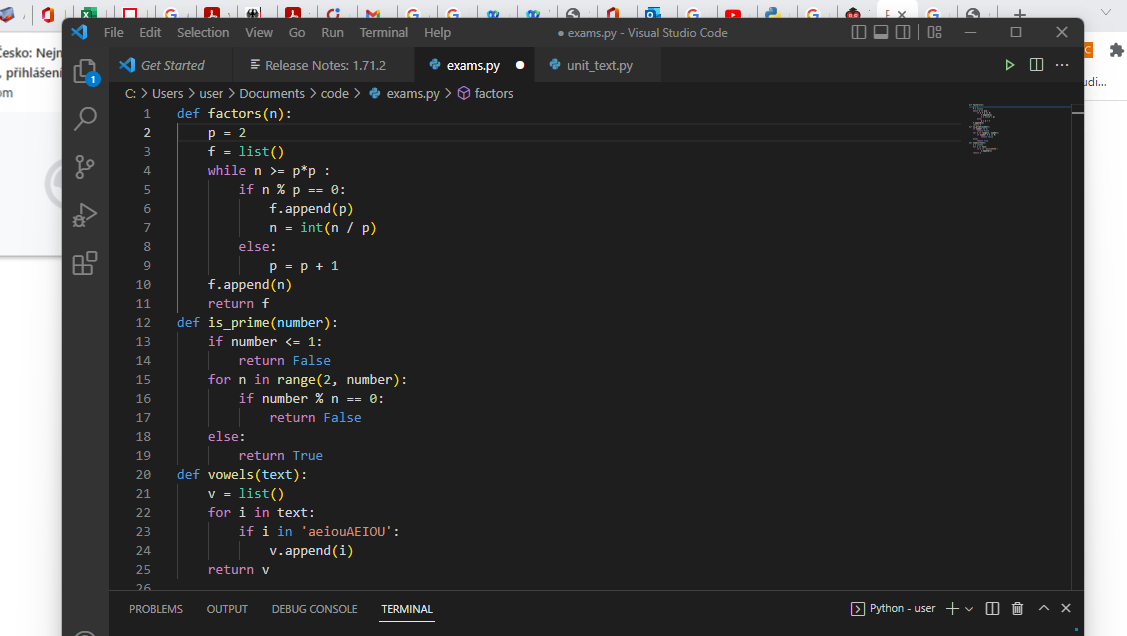 File Edit Selection View Go Run Terminal Help ● exams.py - Visual Studio Code
Česko: Nejn
, přihlášení
om
1
Get Started Release Notes: 1.71.2 exams.py ● unit_text.py
C: > Users > user > Documents > code > exams.py > factors
1 def factors(n):
2 p = 2
3 f = list()
4 while n >= p*p :
5 if n % p == 0:
6 f.append(p)
7 n = int(n / p)
8 else:
9 p = p + 1
10 f.append(n)
11 return f
12 def is_prime(number):
13 if number <= 1:
14 return False
15 for n in range(2, number):
16 if number % n == 0:
17 return False
18 else:
19 return True
20 def vowels(text):
21 v = list()
22 for i in text:
23 if i in 'aeiouAEIOU':
24 v.append(i)
25 return v
26
PROBLEMS OUTPUT DEBUG CONSOLE TERMINAL Python - user